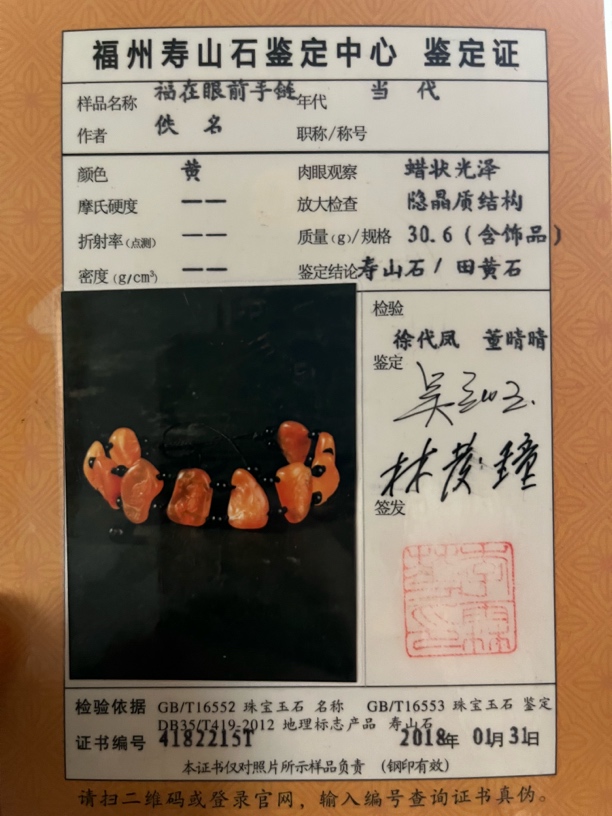 福州寿山石鉴定中心 鉴定证
样品名称 福在眼前手链 年代 当 代
作者 佚 名 职称/称号
颜色 黄 肉眼观察 蜡状光泽
摩氏硬度 —— 放大检查 隐晶质结构
折射率(点测) —— 质量(g)/规格 30.6(含饰品)
密度(g/cm³) —— 鉴定结论 寿山石/田黄石
检验
徐代凤 董晴晴
鉴定
签发
检验依据 GB/T16552 珠宝玉石 名称 GB/T16553 珠宝玉石 鉴定
DB35/T419-2012 地理标志产品 寿山石
证书编号 4182215T 2018年 01月31日
本证书仅对照片所示样品负责 (钢印有效)
请扫二维码或登录官网，输入编号查询证书真伪。